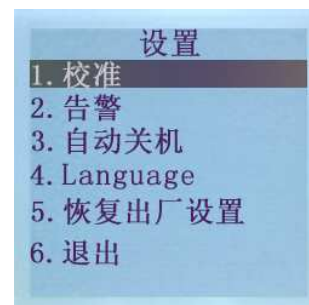 设置
1. 校准
2. 告警
3. 自动关机
4. Language
5. 恢复出厂设置
6. 退出